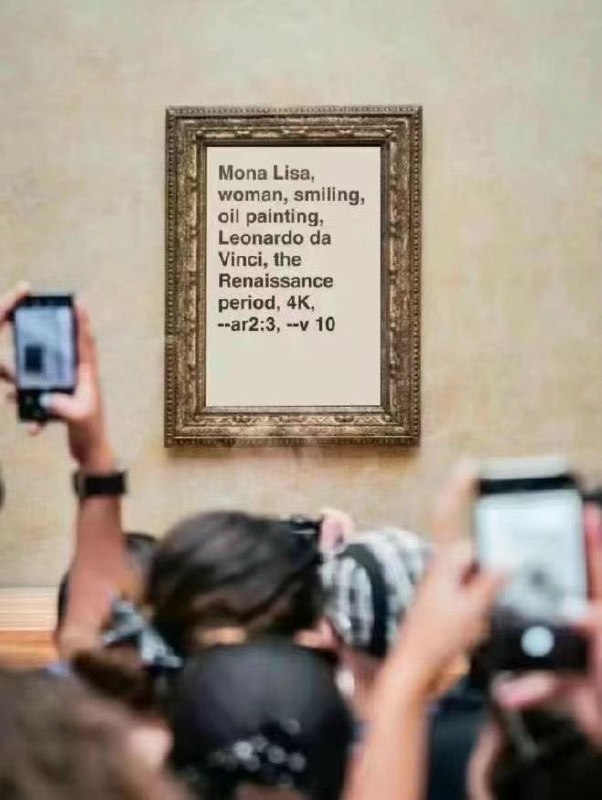 Mona Lisa,
woman, smiling,
oil painting,
Leonardo da
Vinci, the
Renaissance
period, 4K,
--ar2:3, --v 10